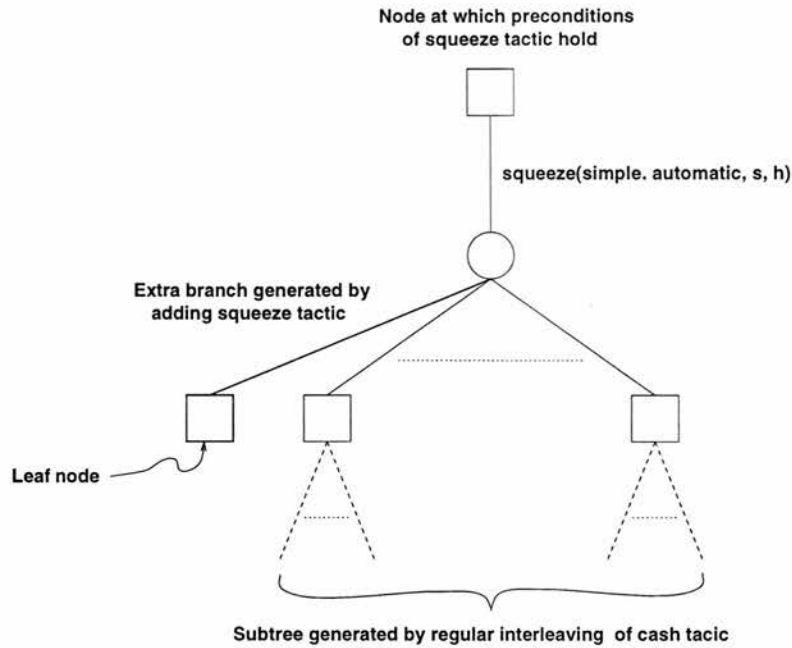 Node at which preconditions
of squeeze tactic hold
squeeze(simple. automatic, s, h)
Extra branch generated by
adding squeeze tactic
Leaf node
Subtree generated by regular interleaving of cash tacic